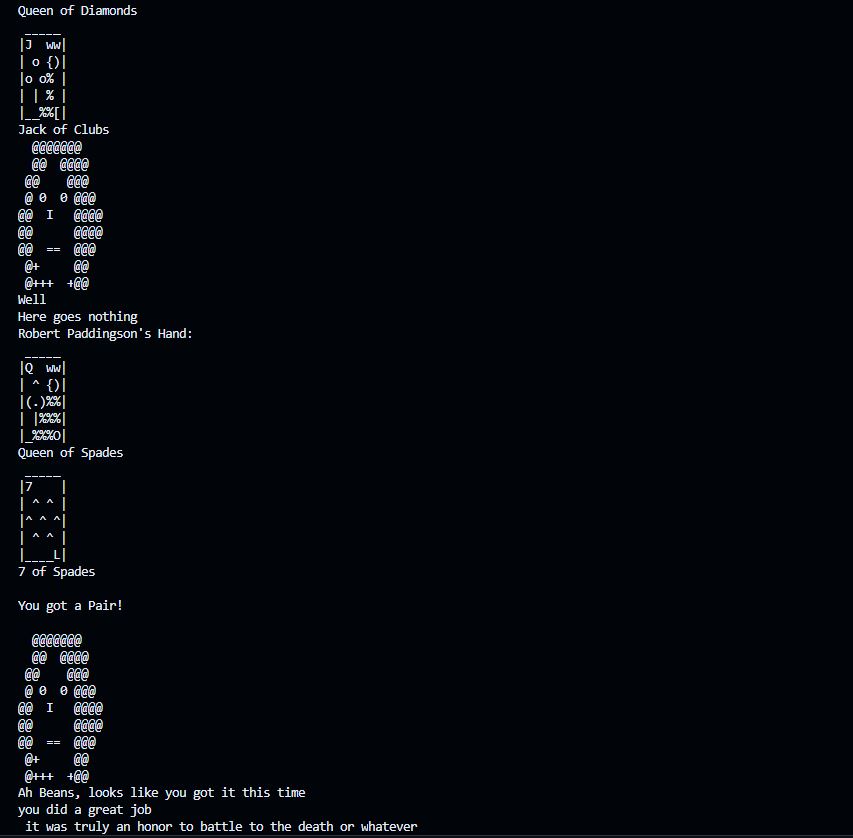 Queen of Diamonds
 _____
|J  ww|
| o {)|
|o o% |
| | % |
|__%%[|
Jack of Clubs
  @@@@@@@
  @@  @@@@
 @@    @@@
 @ 0  0 @@@
@@  I   @@@@
@@      @@@@
@@  ==  @@@
 @+     @@
 @+++  +@@
Well
Here goes nothing
Robert Paddingson's Hand:
 _____
|Q  ww|
| ^ {)|
|(.)%%|
| |%%%|
|_%%%O|
Queen of Spades
 _____
|7    |
| ^ ^ |
|^ ^ ^|
| ^ ^ |
|____L|
7 of Spades
You got a Pair!
  @@@@@@@
  @@  @@@@
 @@    @@@
 @ 0  0 @@@
@@  I   @@@@
@@      @@@@
@@  ==  @@@
 @+     @@
 @+++  +@@
Ah Beans, looks like you got it this time
you did a great job
 it was truly an honor to battle to the death or whatever